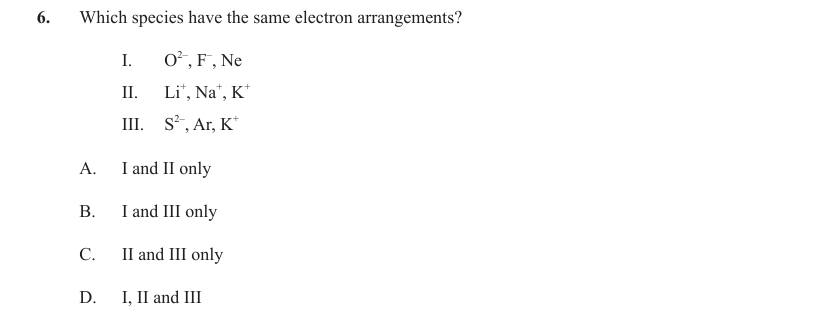 6. Which species have the same electron arrangements?
I. O²⁻, F⁻, Ne
II. Li⁺, Na⁺, K⁺
III. S²⁻, Ar, K⁺
A. I and II only
B. I and III only
C. II and III only
D. I, II and III